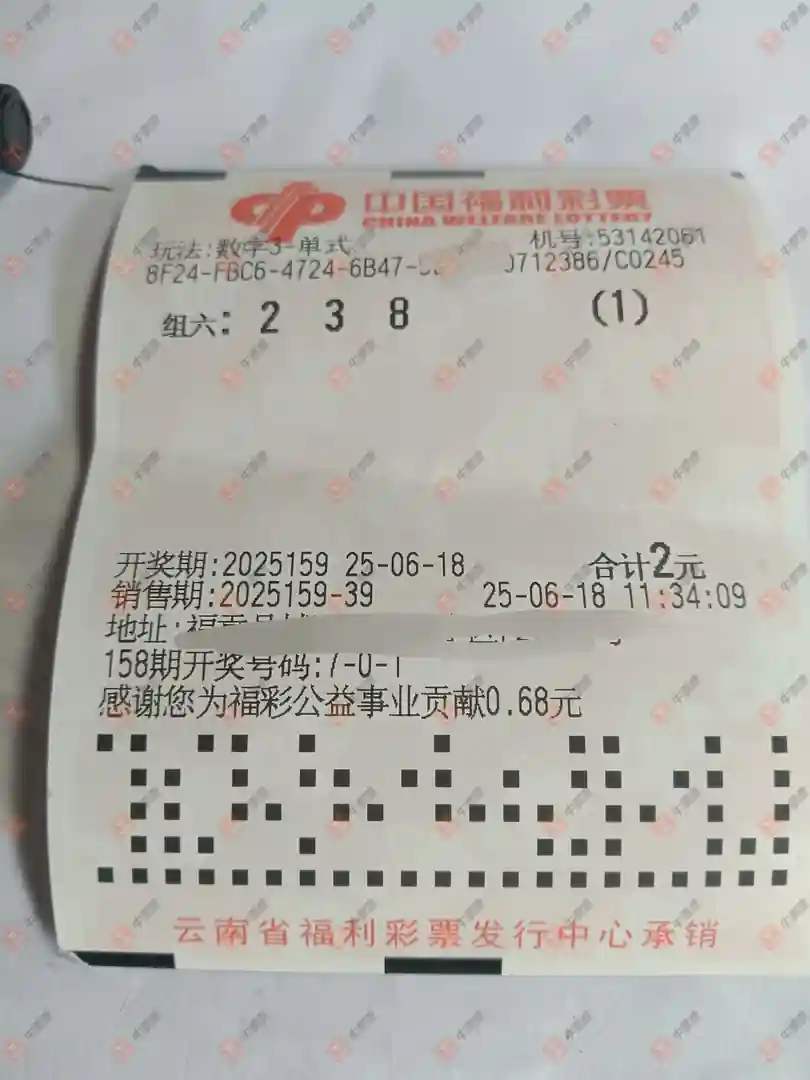 中国福利彩票
CHINA WELFARE LOTTERY
玩法:数字3-单式 机号:53142061
8F24-FBC6-4724-6B47- 0712386/C0245
组六: 2 3 8 (1)
开奖期:2025159 25-06-18 合计2元
销售期:2025159-39 25-06-18 11:34:09
地址:福贡县
158期开奖号码:7-0-1
感谢您为福彩公益事业贡献0.68元
云南省福利彩票发行中心承销